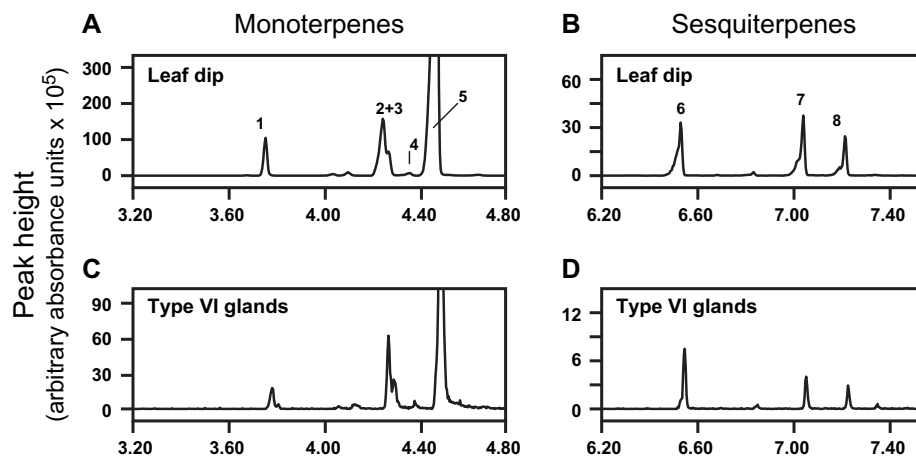 A Monoterpenes
B Sesquiterpenes
Peak height
(arbitrary absorbance units x 10⁵)
Leaf dip
300
200
100
0
1
2+3
4
5
3.20 3.60 4.00 4.40 4.80
Leaf dip
60
30
0
6
7
8
6.20 6.60 7.00 7.40
C
Type VI glands
90
60
30
0
3.20 3.60 4.00 4.40 4.80
D
Type VI glands
12
6
0
6.20 6.60 7.00 7.40